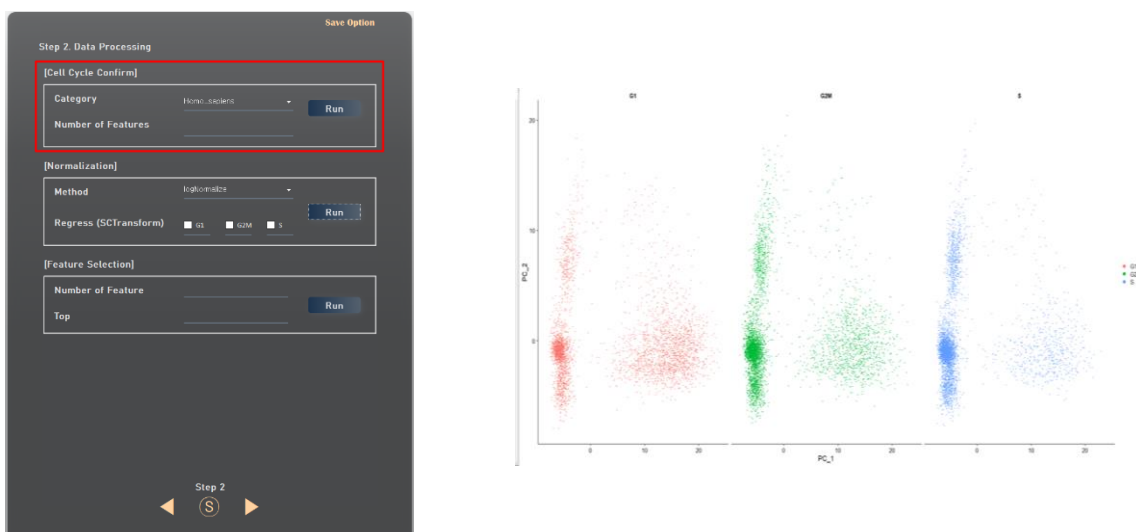 Save Option
Step 2. Data Processing
[Cell Cycle Confirm]
Category Homo_sapiens Run
Number of Features
[Normalization]
Method logNormalize Run
Regress (SCTransform) G1 G2M S
[Feature Selection]
Number of Feature Run
Top
Step 2
S
G1 G2M S
20
10
0
PC_2
G1
G2
S
0 10 20 0 10 20 0 10 20
PC_1